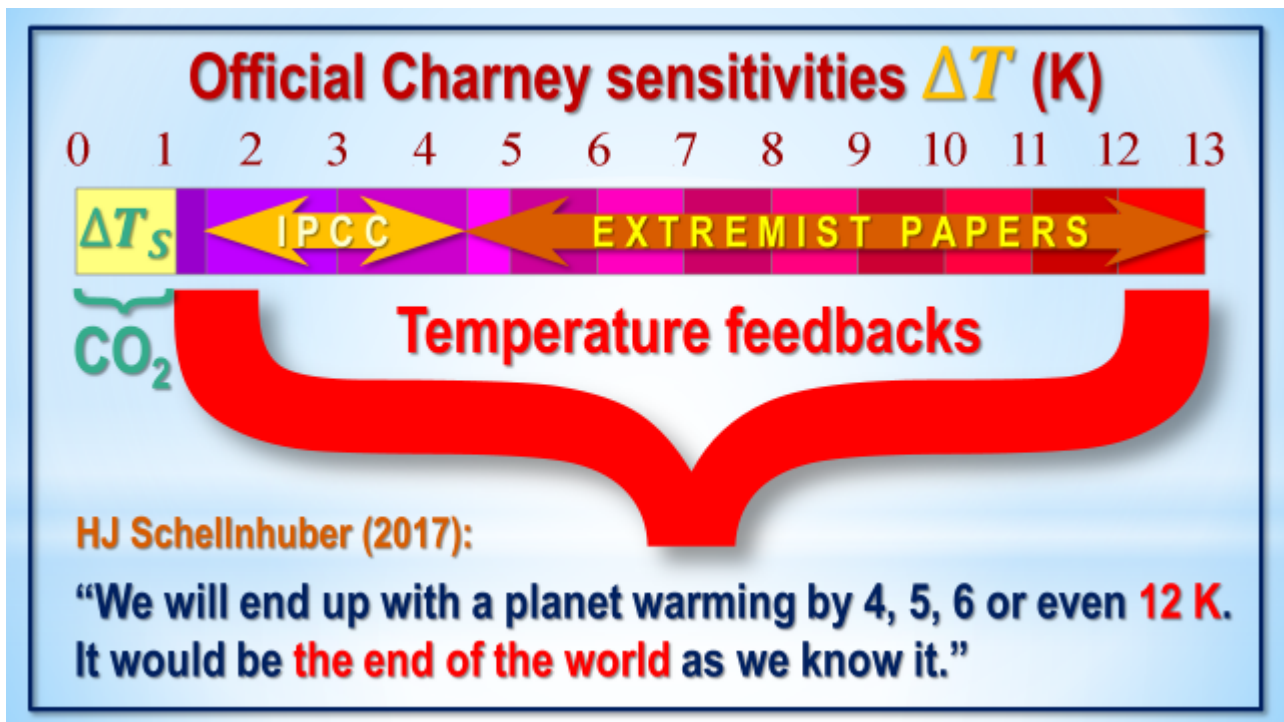 Official Charney sensitivities ΔT (K)
0 1 2 3 4 5 6 7 8 9 10 11 12 13
ΔT_S IPCC EXTREMIST PAPERS
CO₂ Temperature feedbacks
HJ Schellnhuber (2017):
“We will end up with a planet warming by 4, 5, 6 or even 12 K.
It would be the end of the world as we know it.”